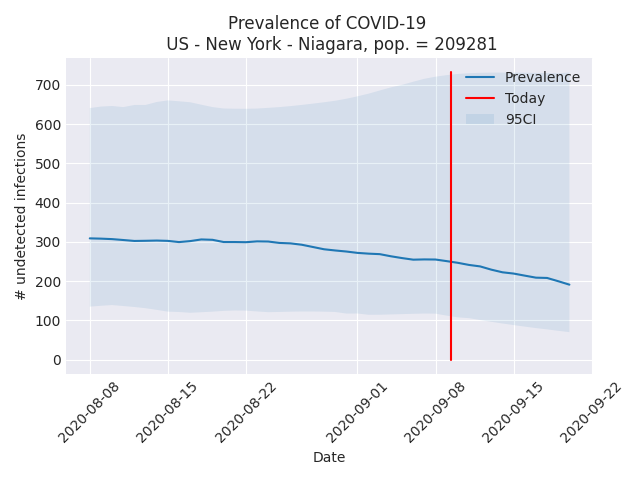 Prevalence of COVID-19
US - New York - Niagara, pop. = 209281
# undetected infections
700
600
500
400
300
200
100
0
Prevalence
Today
95CI
2020-08-08
2020-08-15
2020-08-22
2020-09-01
2020-09-08
2020-09-15
2020-09-22
Date